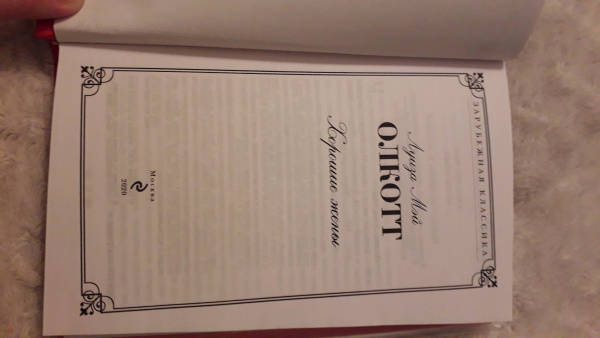 ЗАРУБЕЖНАЯ КЛАССИКА
Луиза Мэй
ОЛКОТТ
Хорошие жены
Москва
2020